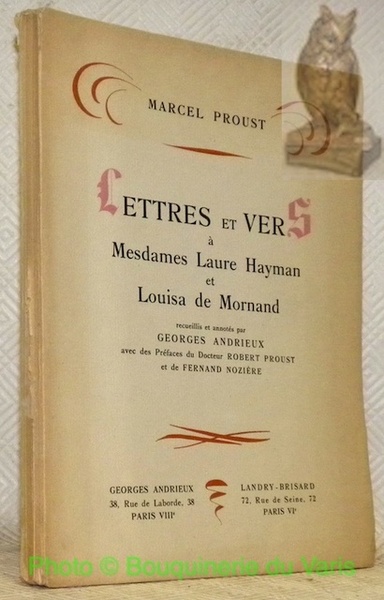 MARCEL PROUST
LETTRES ET VERS
à
Mesdames Laure Hayman
et
Louisa de Mornand
recueillis et annotés par
GEORGES ANDRIEUX
avec des Préfaces du Docteur ROBERT PROUST
et de FERNAND NOZIÈRE
GEORGES ANDRIEUX
38, Rue de Laborde, 38
PARIS VIIIe
LANDRY-BRISARD
72, Rue de Seine, 72
PARIS VIe
Photo © Bouquinerie du Varis